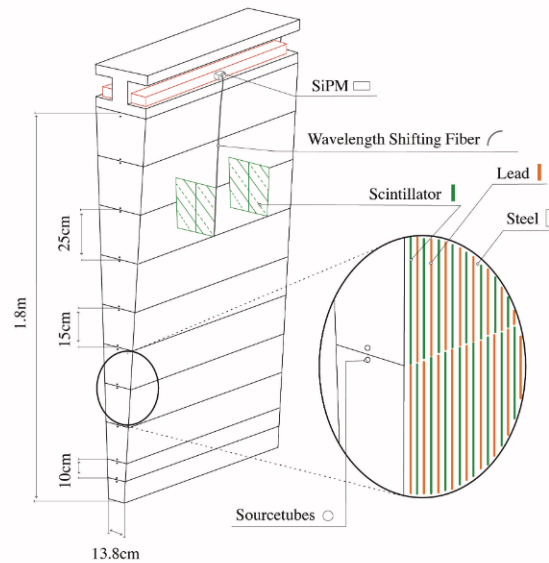 SiPM
Wavelength Shifting Fiber
Lead
Scintillator
Steel
25cm
1.8m
15cm
10cm
Sourcetubes
13.8cm